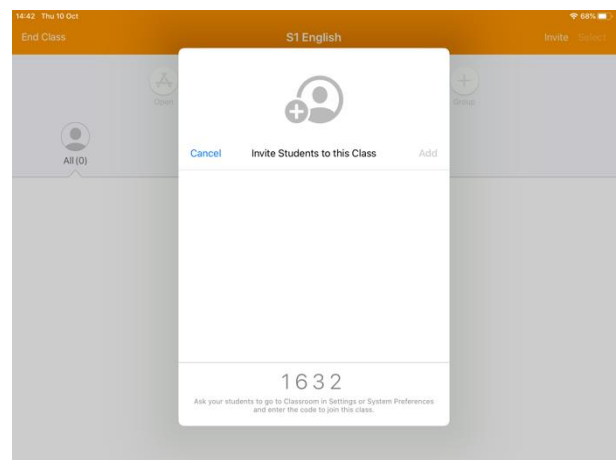 14:42 Thu 10 Oct
68%
End Class
S1 English
Invite Select
Open
Group
All (0)
Cancel
Invite Students to this Class
Add
1632
Ask your students to go to Classroom in Settings or System Preferences
and enter the code to join this class.